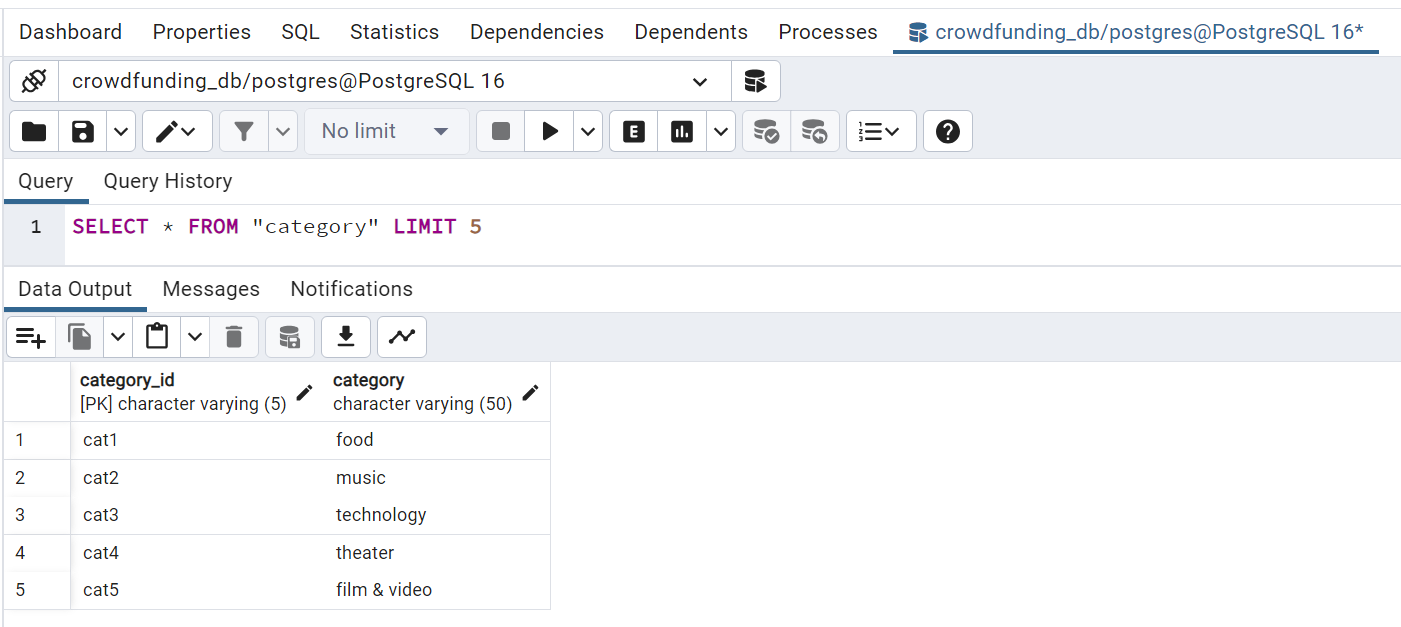 Dashboard Properties SQL Statistics Dependencies Dependents Processes crowdfunding_db/postgres@PostgreSQL 16*
crowdfunding_db/postgres@PostgreSQL 16
No limit E
Query Query History
1 SELECT * FROM "category" LIMIT 5
Data Output Messages Notifications
category_id category
[PK] character varying (5) character varying (50)
1 cat1 food
2 cat2 music
3 cat3 technology
4 cat4 theater
5 cat5 film & video